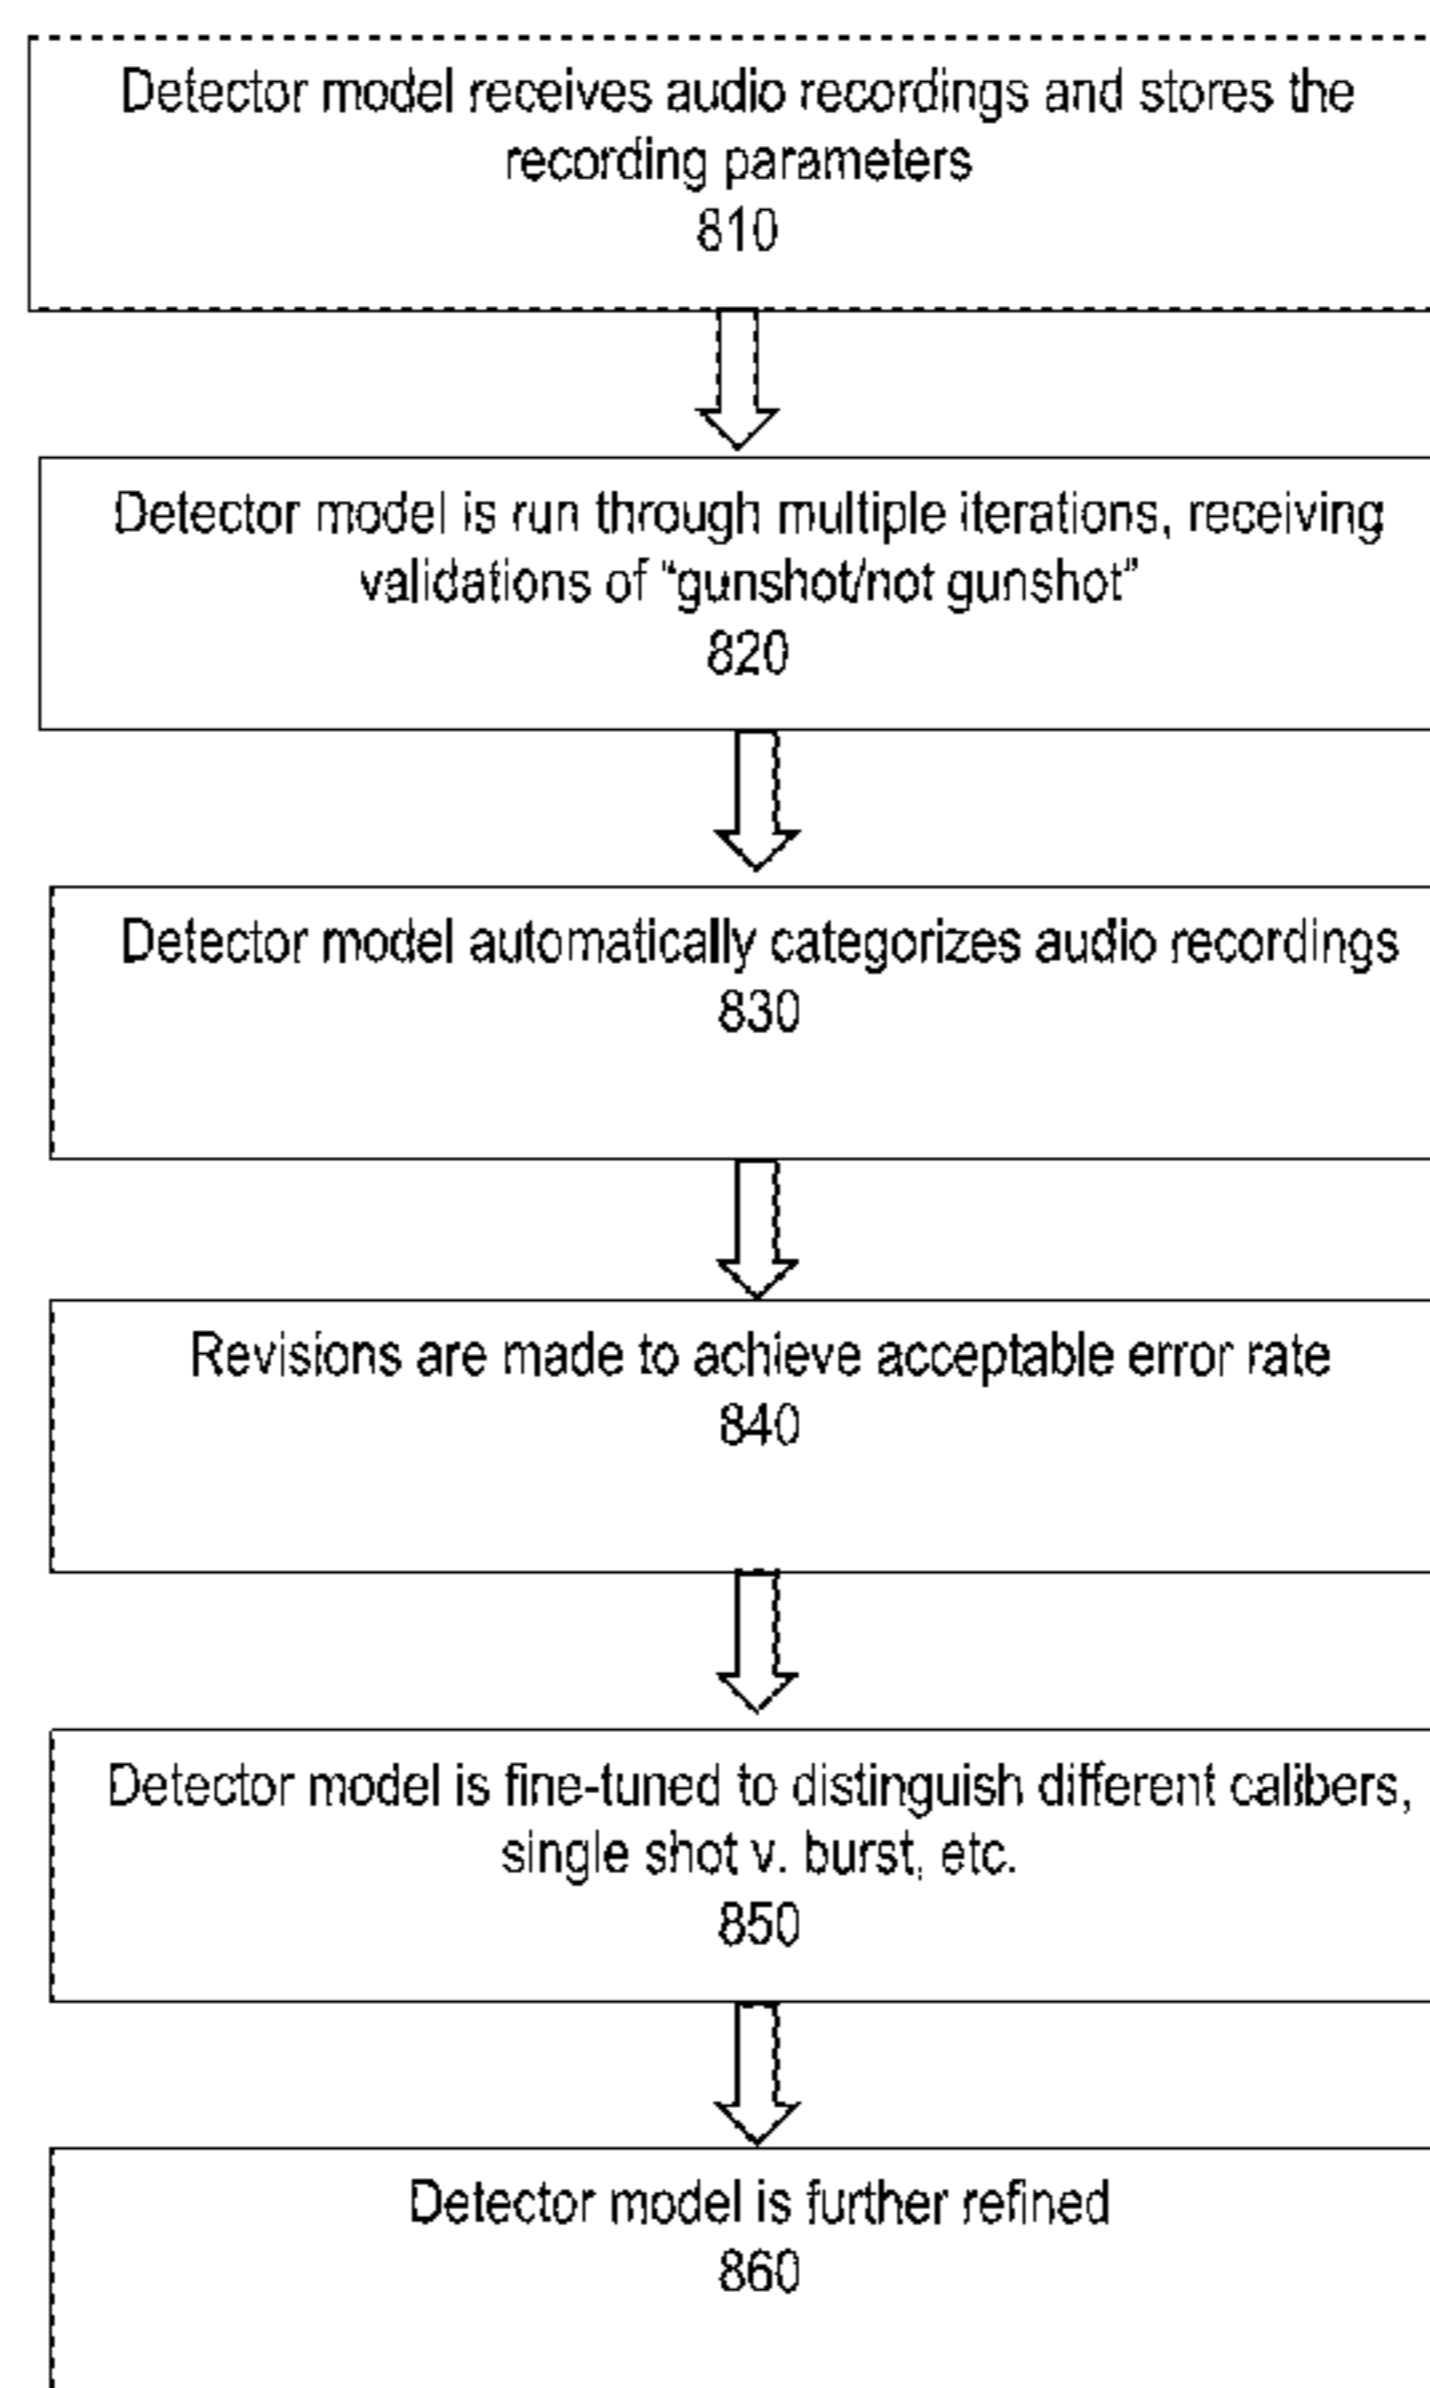 Detector model receives audio recordings and stores the
recording parameters
810
Detector model is run through multiple iterations, receiving
validations of “gunshot/not gunshot”
820
Detector model automatically categorizes audio recordings
830
Revisions are made to achieve acceptable error rate
840
Detector model is fine-tuned to distinguish different calibers,
single shot v. burst, etc.
850
Detector model is further refined
860